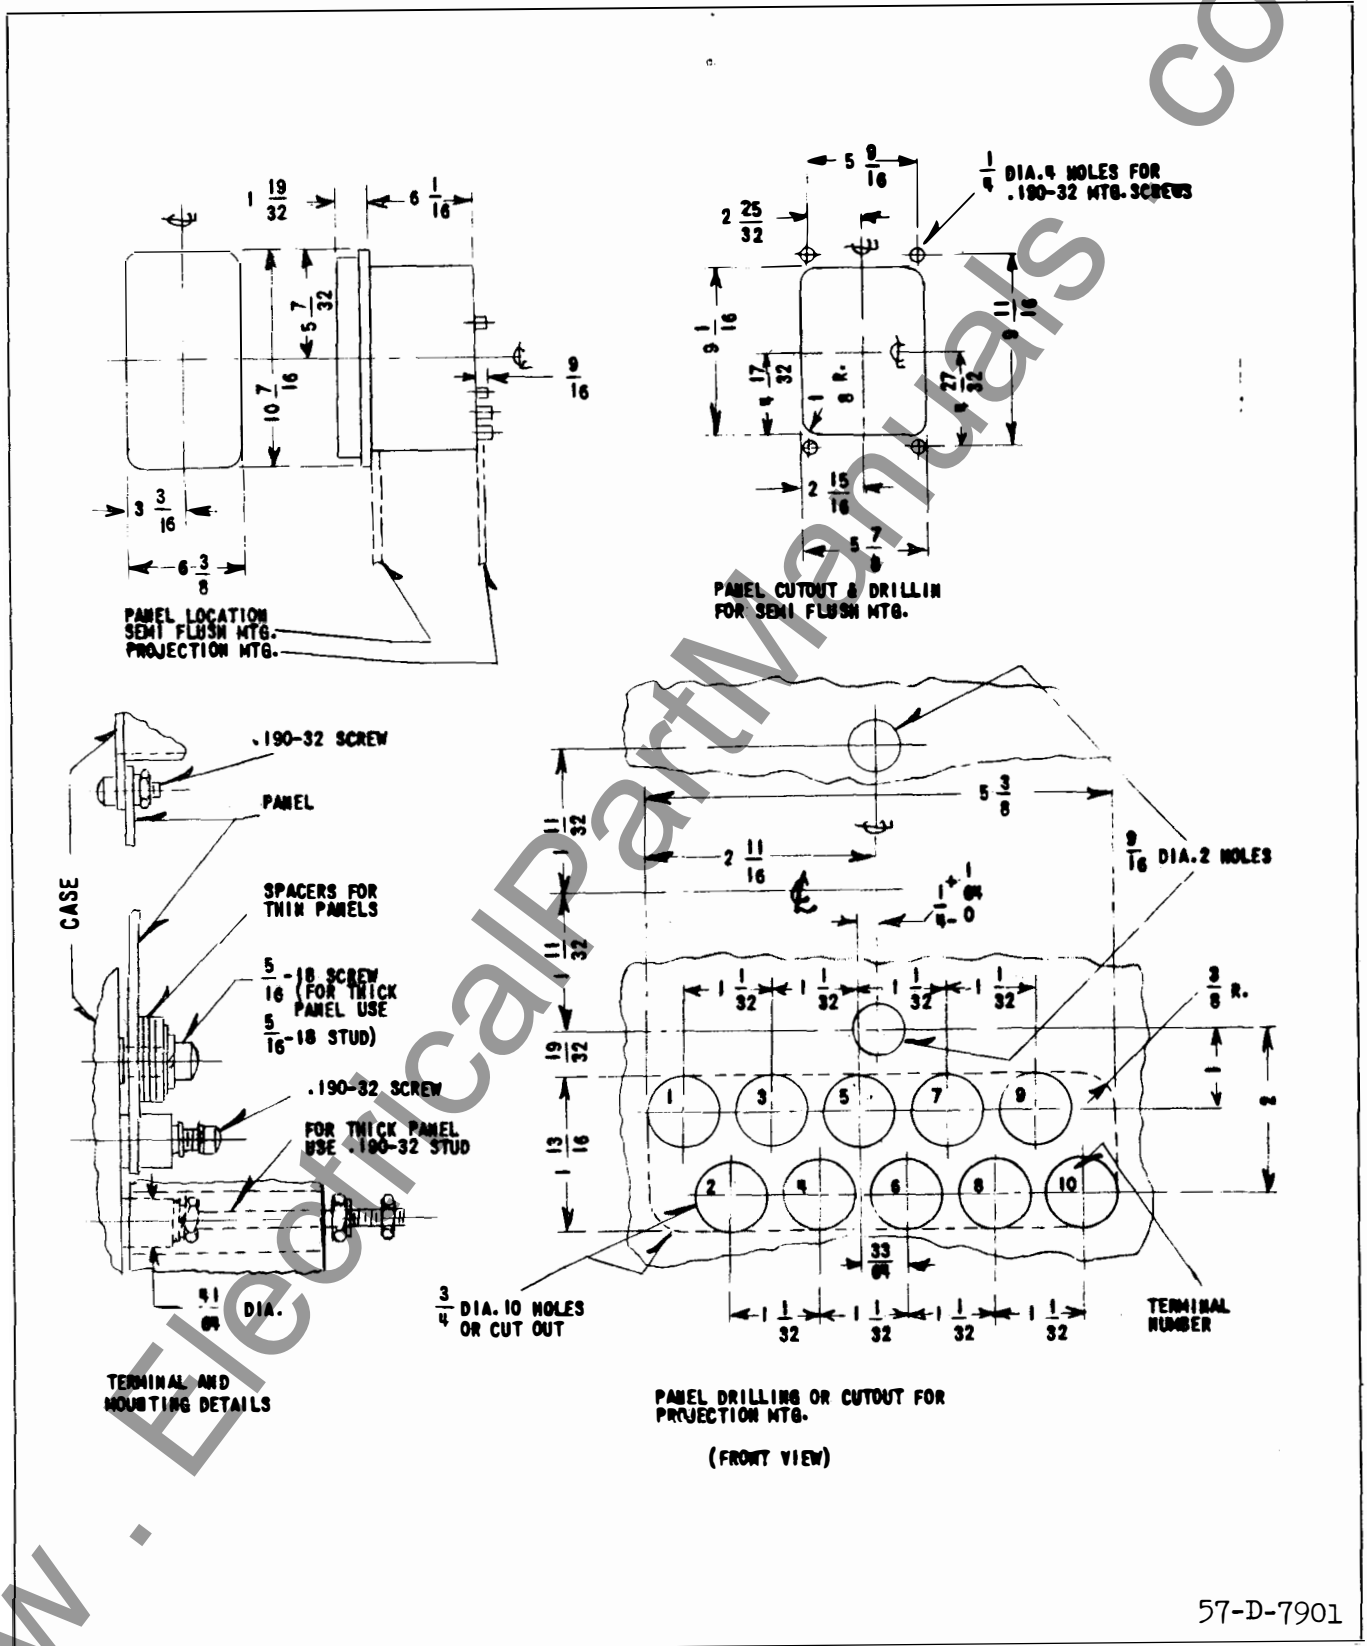 1 19/32
6 1/16
5 7/32
10 7/16
9/16
3 3/16
6 3/8
PANEL LOCATION
SEMI FLUSH MTG.
PROJECTION MTG.
5 9/16
1/4 DIA.4 HOLES FOR
.190-32 MTG.SCREWS
2 25/32
9 1/16
4 17/32
1/8 R.
9 11/16
4 27/32
2 15/16
5 7/8
PANEL CUTOUT & DRILLIN
FOR SEMI FLUSH MTG.
.190-32 SCREW
PANEL
CASE
SPACERS FOR
THIN PANELS
5/16-18 SCREW
(FOR THICK
PANEL USE
5/16-18 STUD)
.190-32 SCREW
FOR THICK PANEL
USE .190-32 STUD
41/64 DIA.
TERMINAL AND
MOUNTING DETAILS
5 3/8
1 11/32
2 11/16
9/16 DIA.2 HOLES
1/4 +1/64 -0
1 11/32
1 1/32
1 1/32
1 1/32
1 1/32
3/8 R.
19/32
1
2
1 3 5 7 9
1 13/16
2 4 6 8 10
33/64
3/4 DIA.10 HOLES
OR CUT OUT
1 1/32
1 1/32
1 1/32
1 1/32
TERMINAL
NUMBER
PANEL DRILLING OR CUTOUT FOR
PROJECTION MTG.
(FRONT VIEW)
57-D-7901
w . ElectricalPartManuals . co